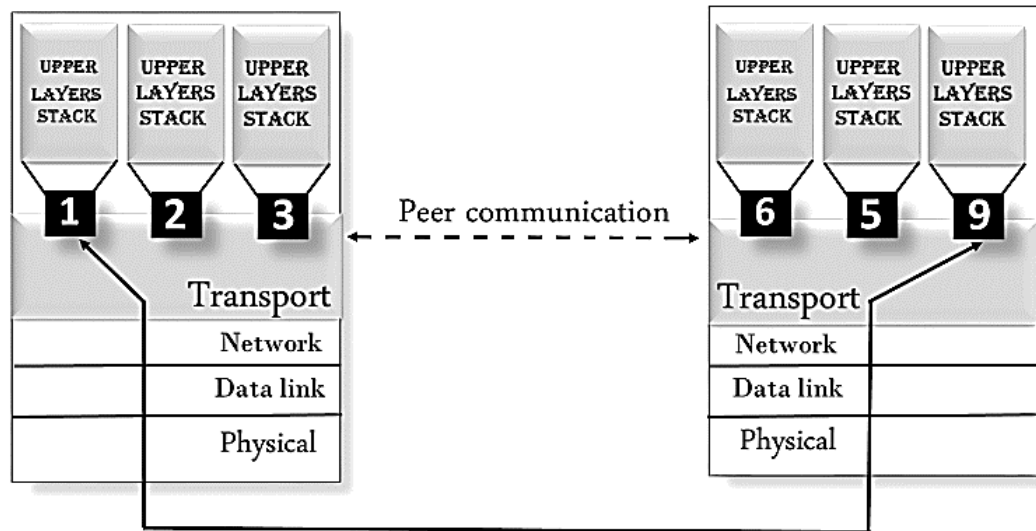 UPPER
LAYERS
STACK
UPPER
LAYERS
STACK
UPPER
LAYERS
STACK
1
2
3
Transport
Network
Data link
Physical
Peer communication
UPPER
LAYERS
STACK
UPPER
LAYERS
STACK
UPPER
LAYERS
STACK
6
5
9
Transport
Network
Data link
Physical